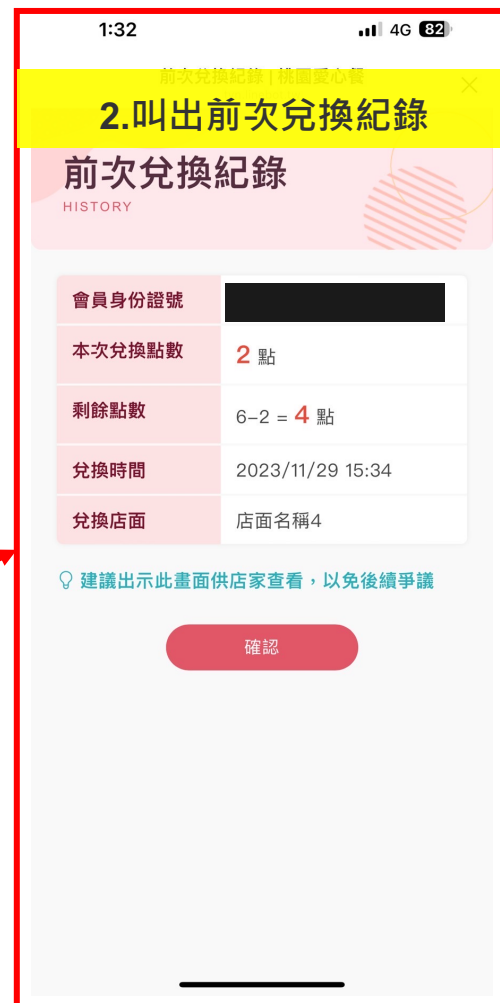 1:32
4G 82
前次兌換紀錄 | 桃園愛心餐
2.叫出前次兌換紀錄
前次兌換紀錄
HISTORY
會員身份證號
本次兌換點數 2 點
剩餘點數 6-2 = 4 點
兌換時間 2023/11/29 15:34
兌換店面 店面名稱4
建議出示此畫面供店家查看，以免後續爭議
確認